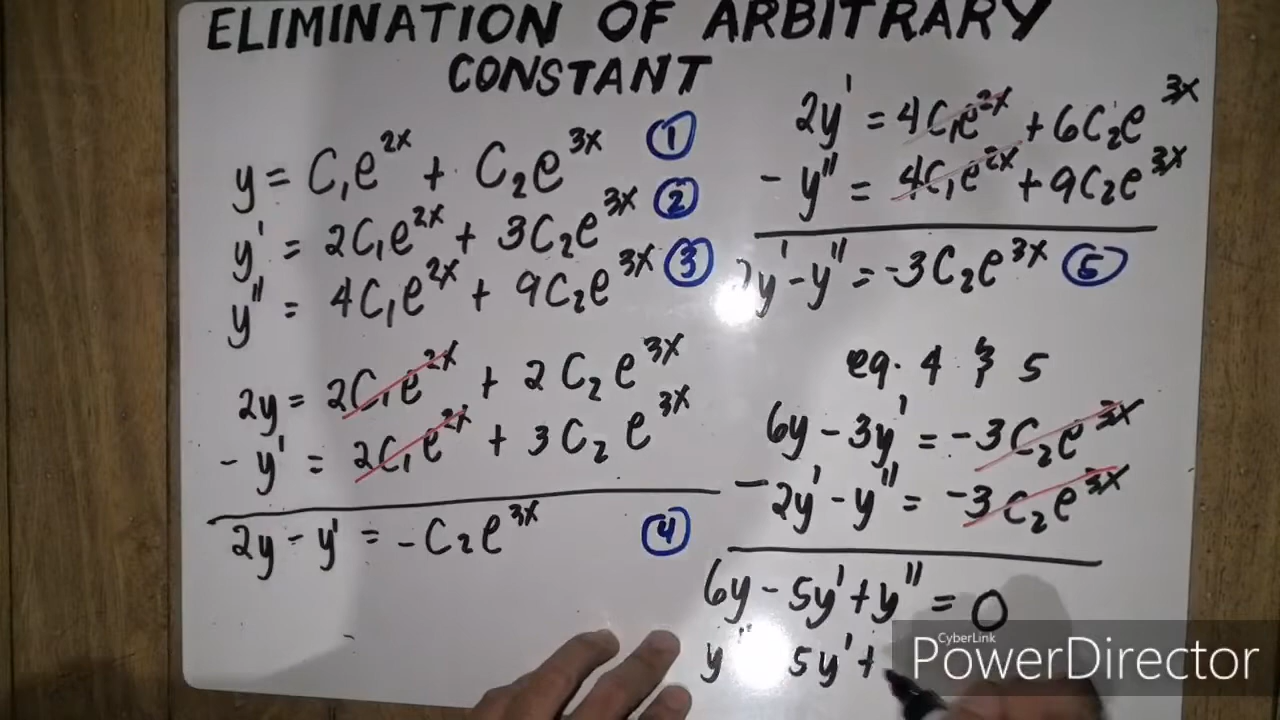 ELIMINATION OF ARBITRARY
CONSTANT
y = C₁e^2x + C₂e^3x ①
y' = 2C₁e^2x + 3C₂e^3x ②
y'' = 4C₁e^2x + 9C₂e^3x ③
2y = 2C₁e^2x + 2C₂e^3x
- y' = 2C₁e^2x + 3C₂e^3x
2y - y' = -C₂e^3x ④
2y' = 4C₁e^2x + 6C₂e^3x
- y'' = 4C₁e^2x + 9C₂e^3x
2y' - y'' = -3C₂e^3x ⑤
eq. 4 & 5
6y - 3y' = -3C₂e^3x
- 2y' - y'' = -3C₂e^3x
6y - 5y' + y'' = 0
y'' 5y' +
CyberLink
PowerDirector